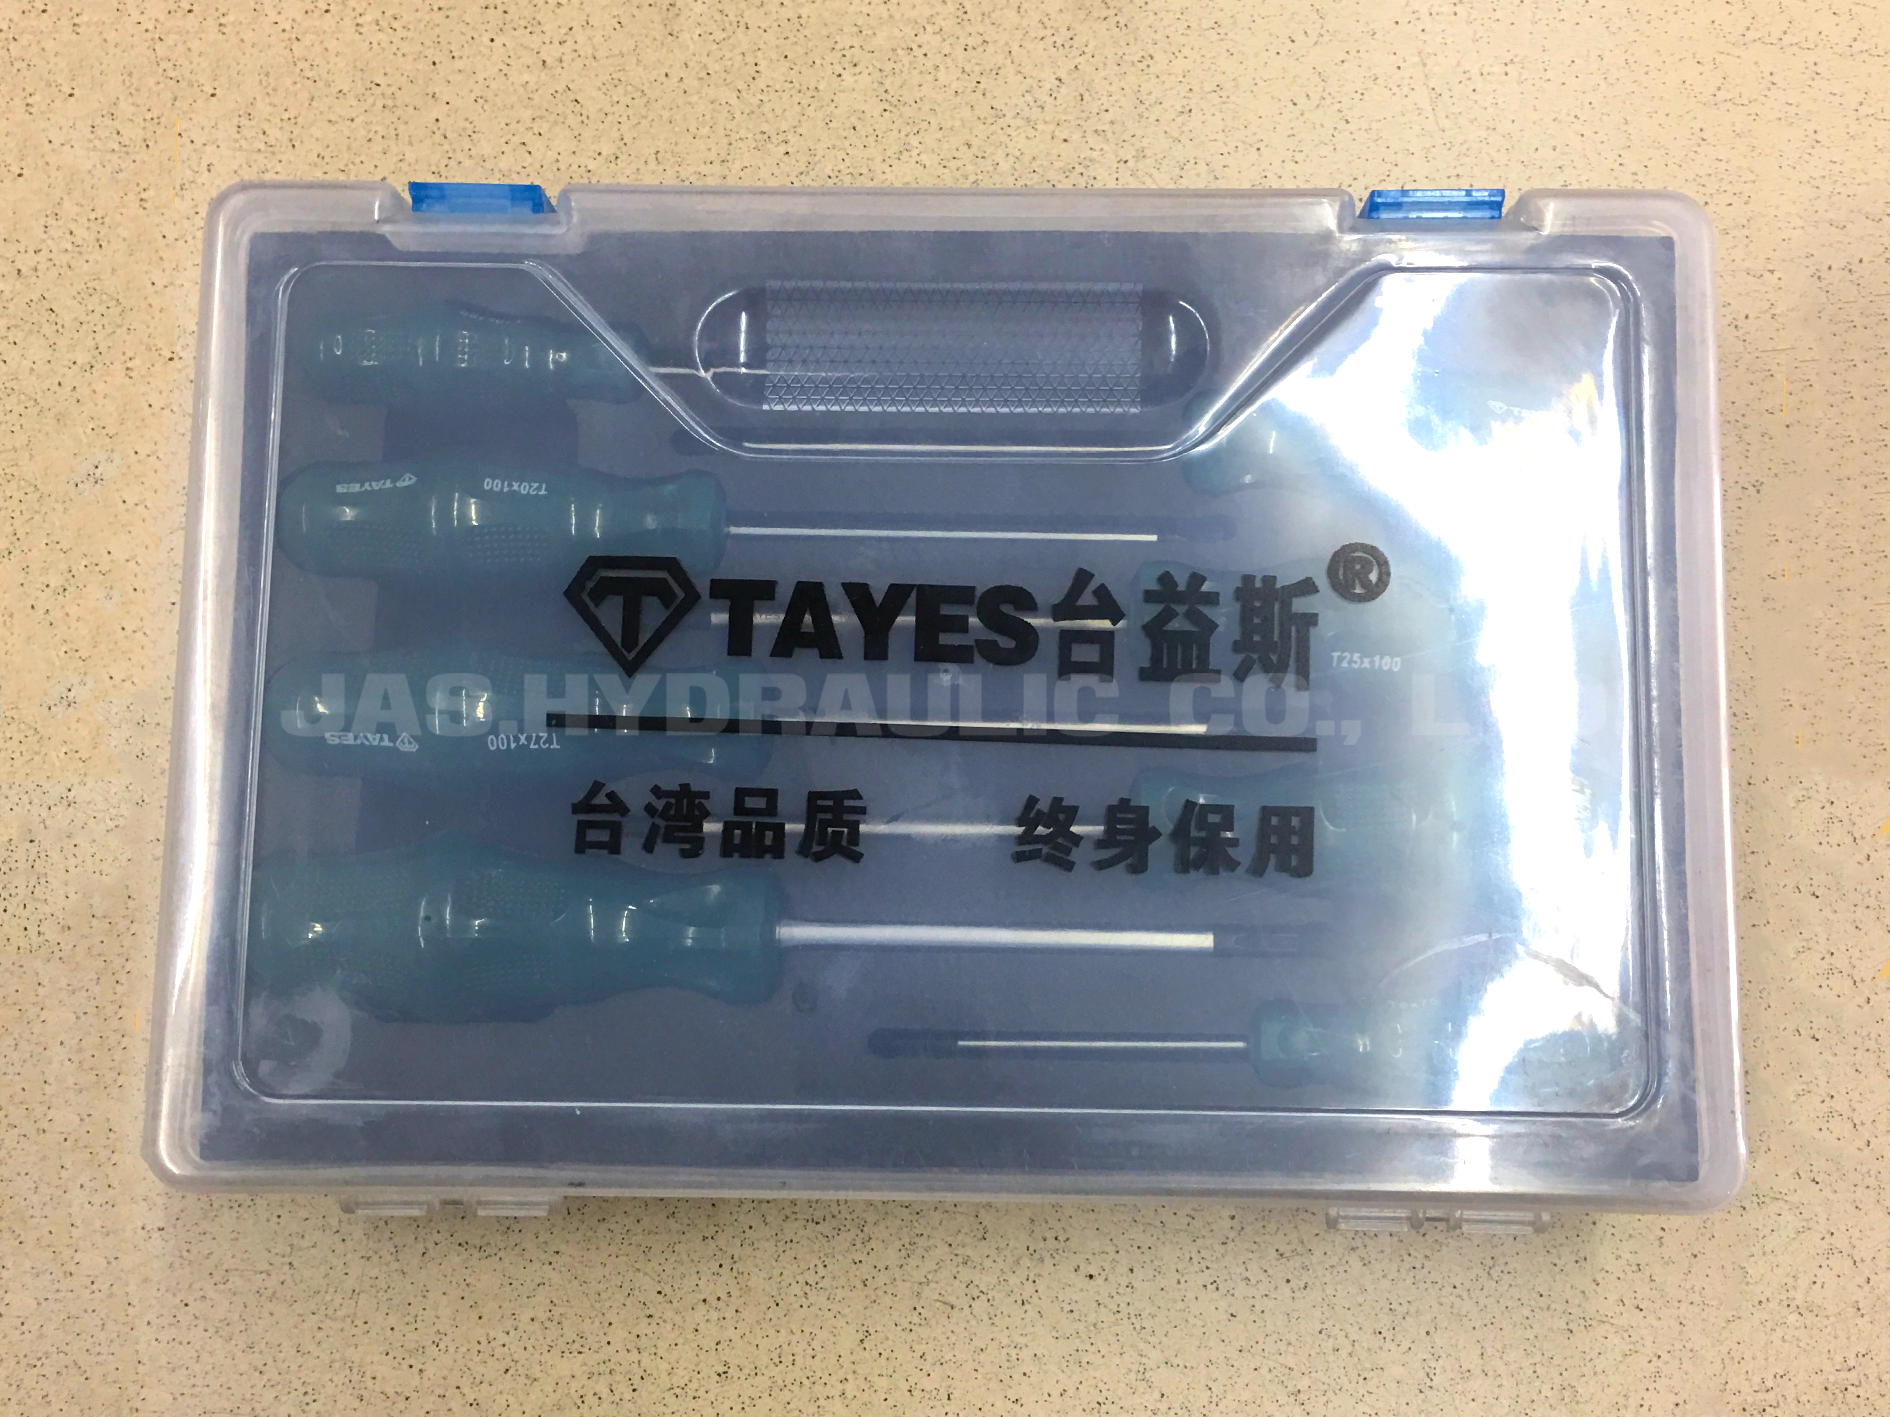 TAYES T20x100
TAYES台益斯®
T25x100
JAS.HYDRAULIC CO., L
TAYES T27x100
台湾品质 终身保用